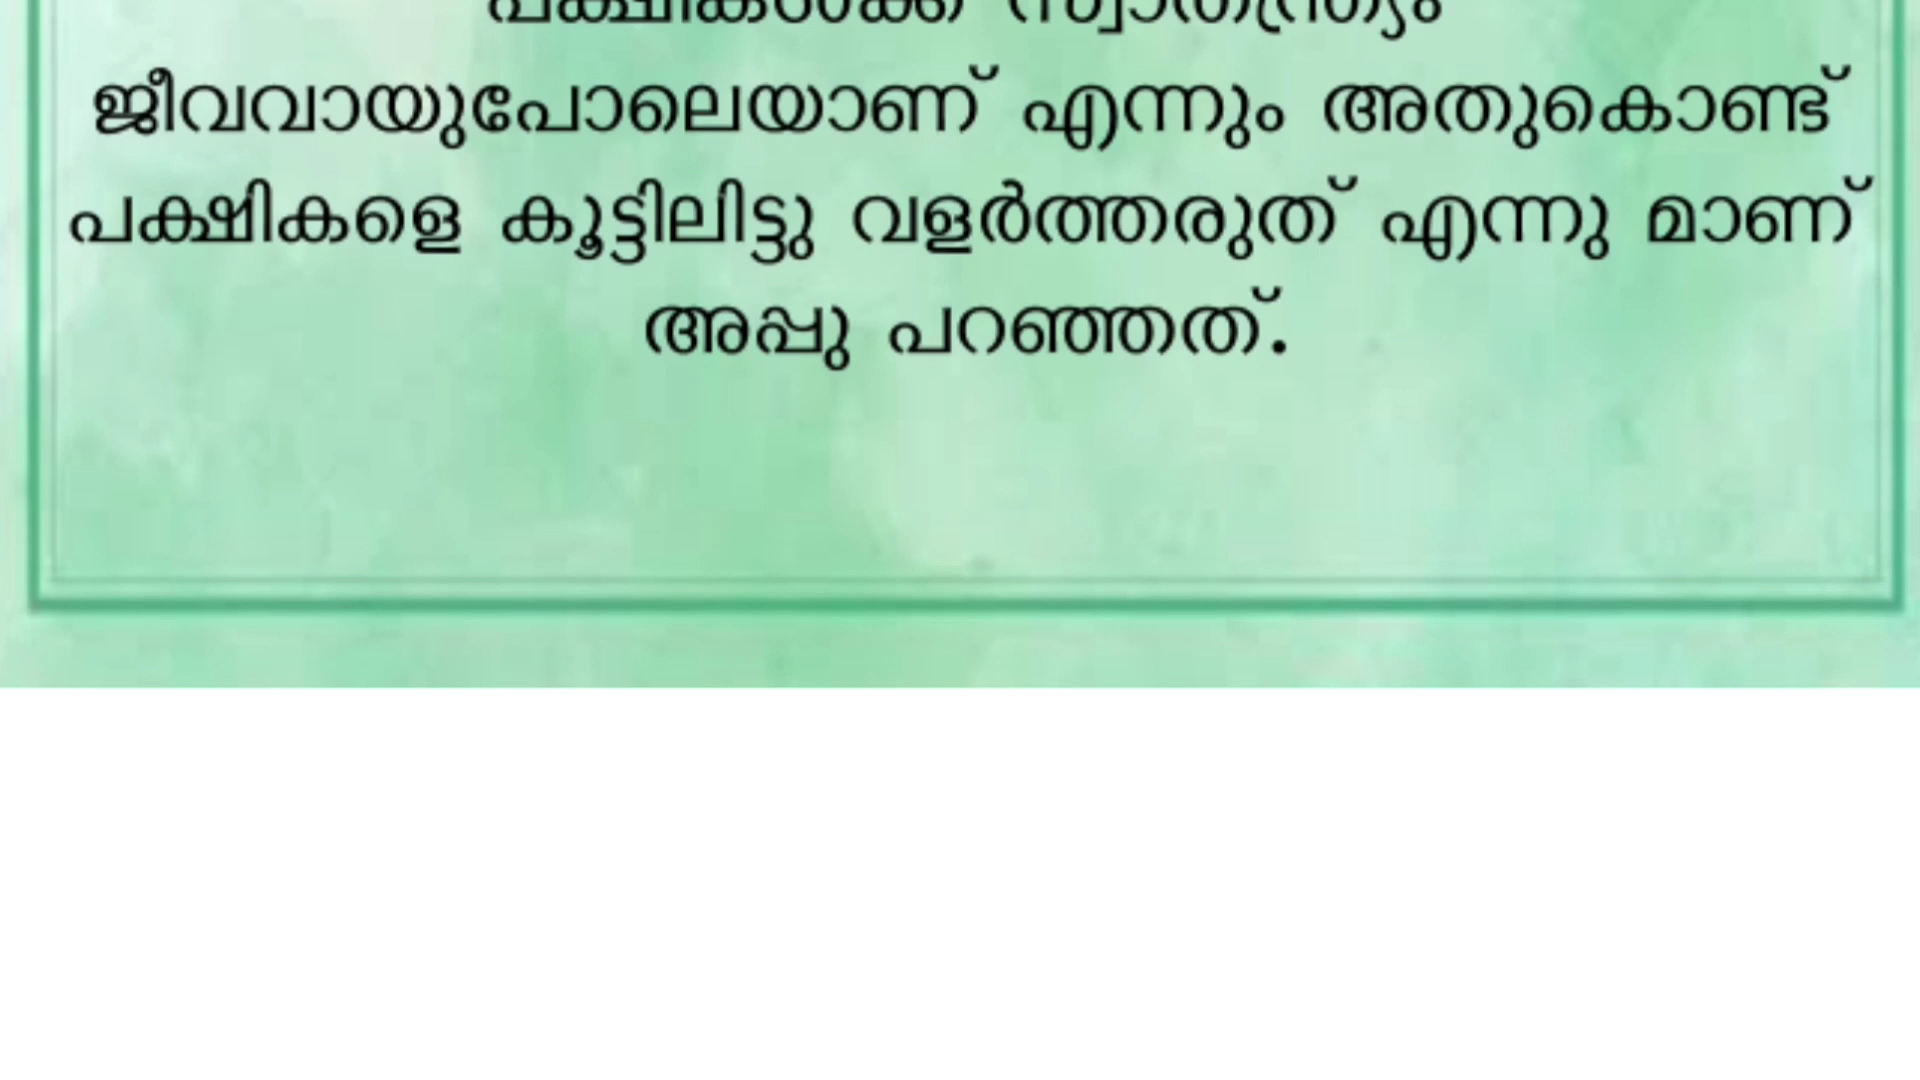 പക്ഷികൾക്ക് സ്വാതന്ത്ര്യം
ജീവവായുപോലെയാണ് എന്നും അതുകൊണ്ട്
പക്ഷികളെ കൂട്ടിലിട്ടു വളർത്തരുത് എന്നു മാണ്
അപ്പു പറഞ്ഞത്.